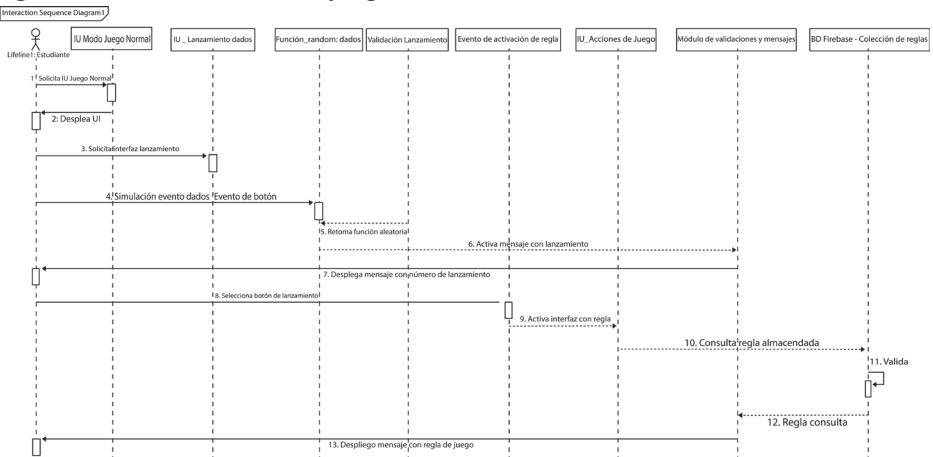 Interaction Sequence Diagram1
Lifeline1: Estudiante
IU Modo Juego Normal
IU _ Lanzamiento dados
Función_random: dados
Validación Lanzamiento
Evento de activación de regla
IU_Acciones de Juego
Módulo de validaciones y mensajes
BD Firebase - Colección de reglas
1 Solicita IU Juego Normal
2: Desplea UI
3. Solicita interfaz lanzamiento
4. Simulación evento dados Evento de botón
5. Retorna función aleatoria
6. Activa mensaje con lanzamiento
7. Desplega mensaje con número de lanzamiento
8. Selecciona botón de lanzamiento
9. Activa interfaz con regla
10. Consulta regla almacendada
11. Valida
12. Regla consulta
13. Despliego mensaje con regla de juego